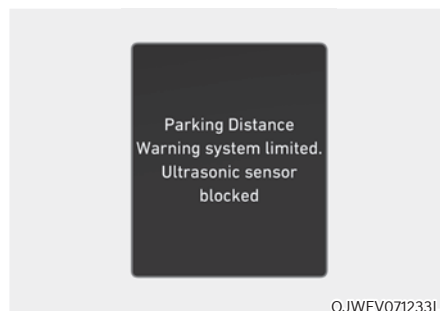 Parking Distance
Warning system limited.
Ultrasonic sensor
blocked
OJWEV071233L